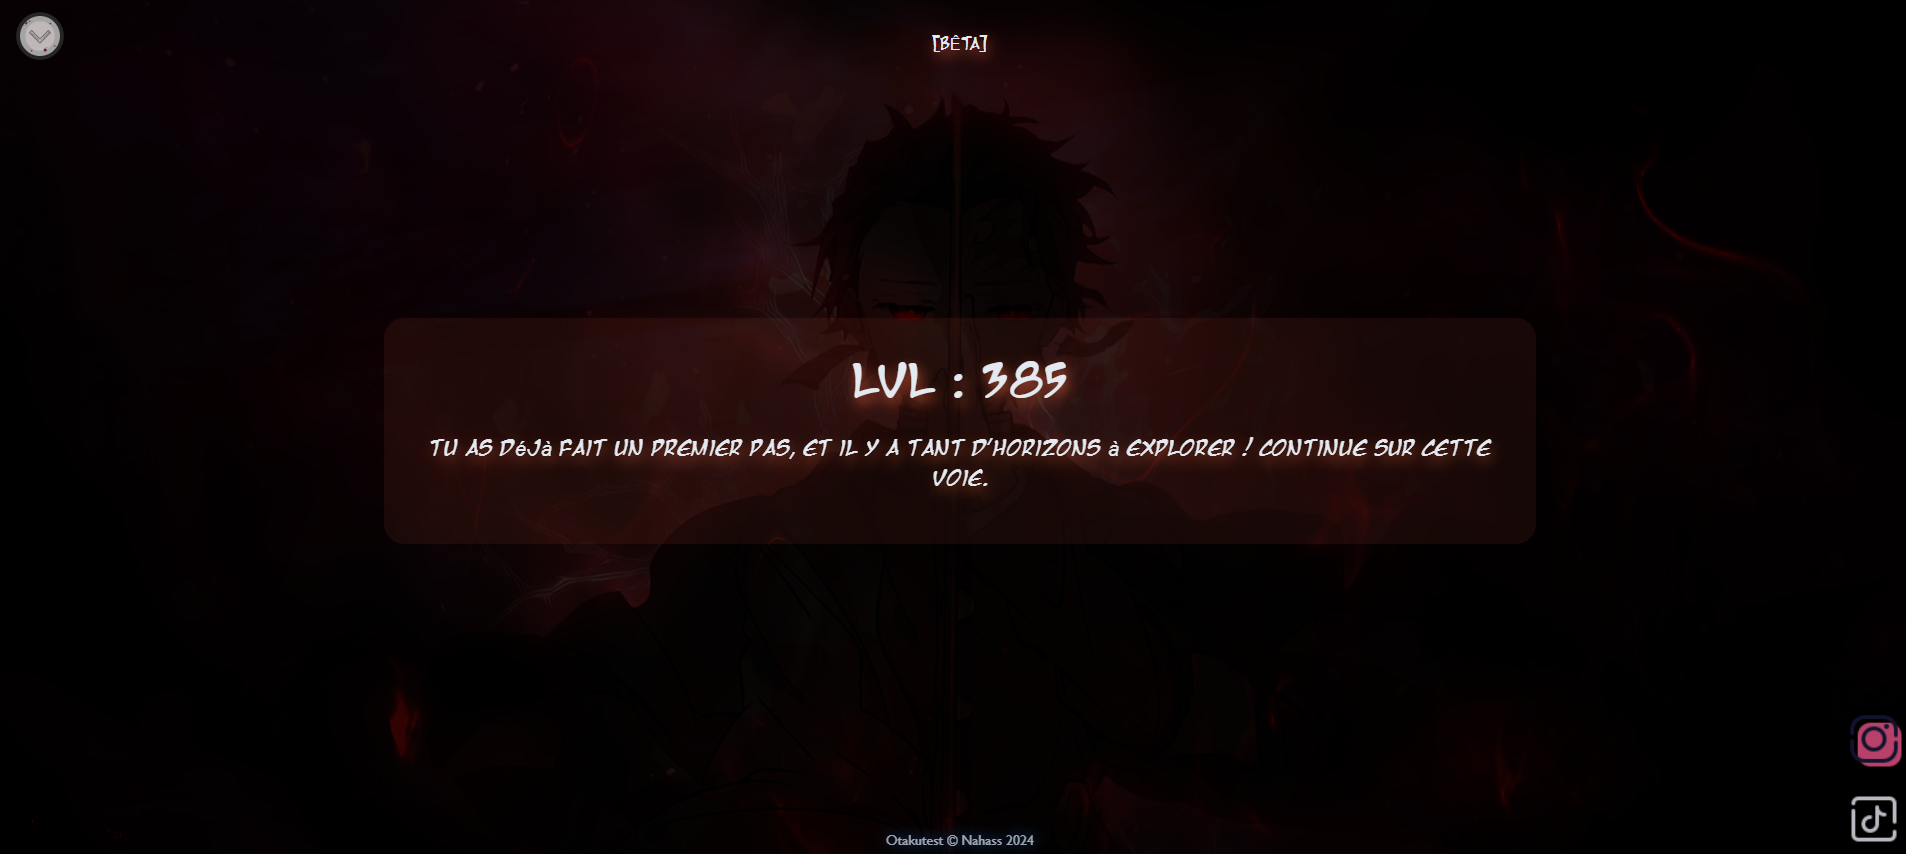 [BÊTA]
LVL : 385
TU AS DéJà FAIT UN PREMIER PAS, ET IL Y A TANT D'HORIZONS à EXPLORER ! CONTINUE SUR CETTE
VOIE.
Otakutest © Nahass 2024